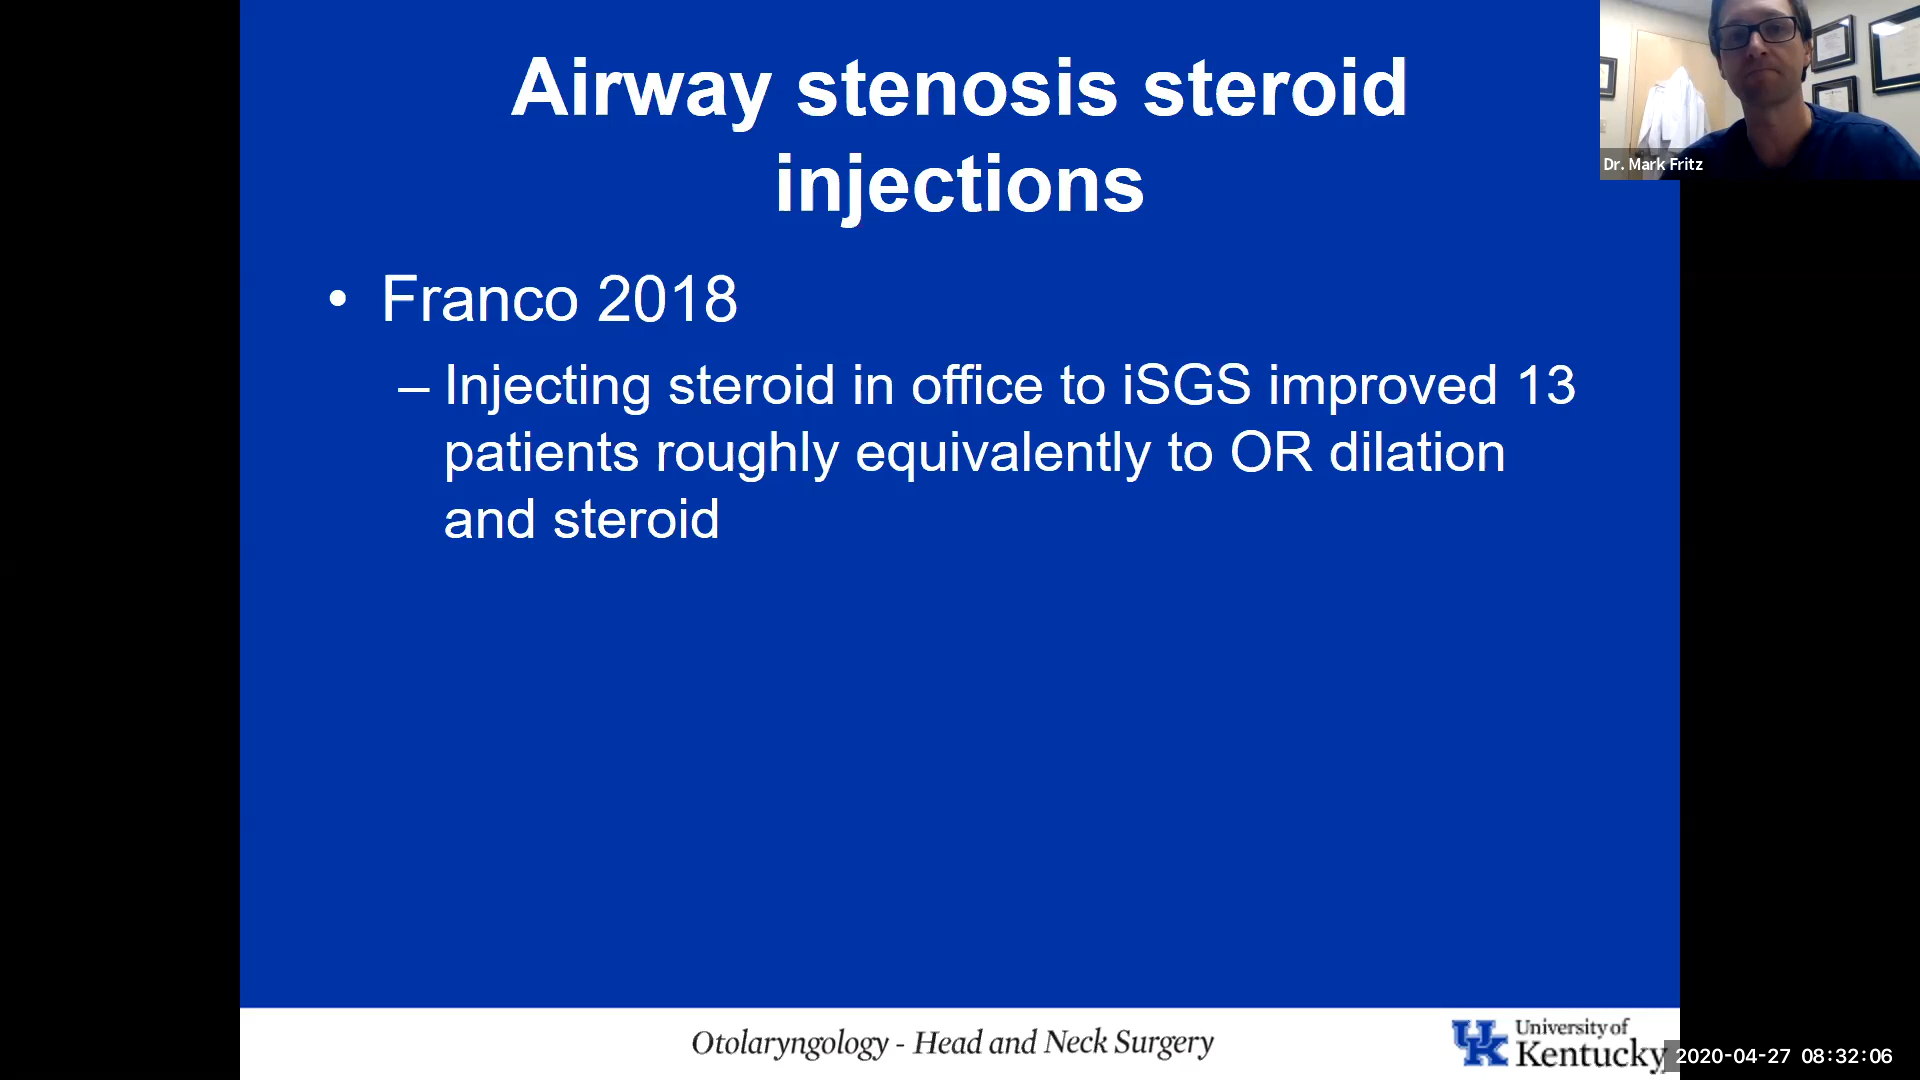 Airway stenosis steroid
injections
Dr. Mark Fritz
• Franco 2018
– Injecting steroid in office to iSGS improved 13
patients roughly equivalently to OR dilation
and steroid
Otolaryngology - Head and Neck Surgery
UK
University of
Kentucky
2020-04-27 08:32:06